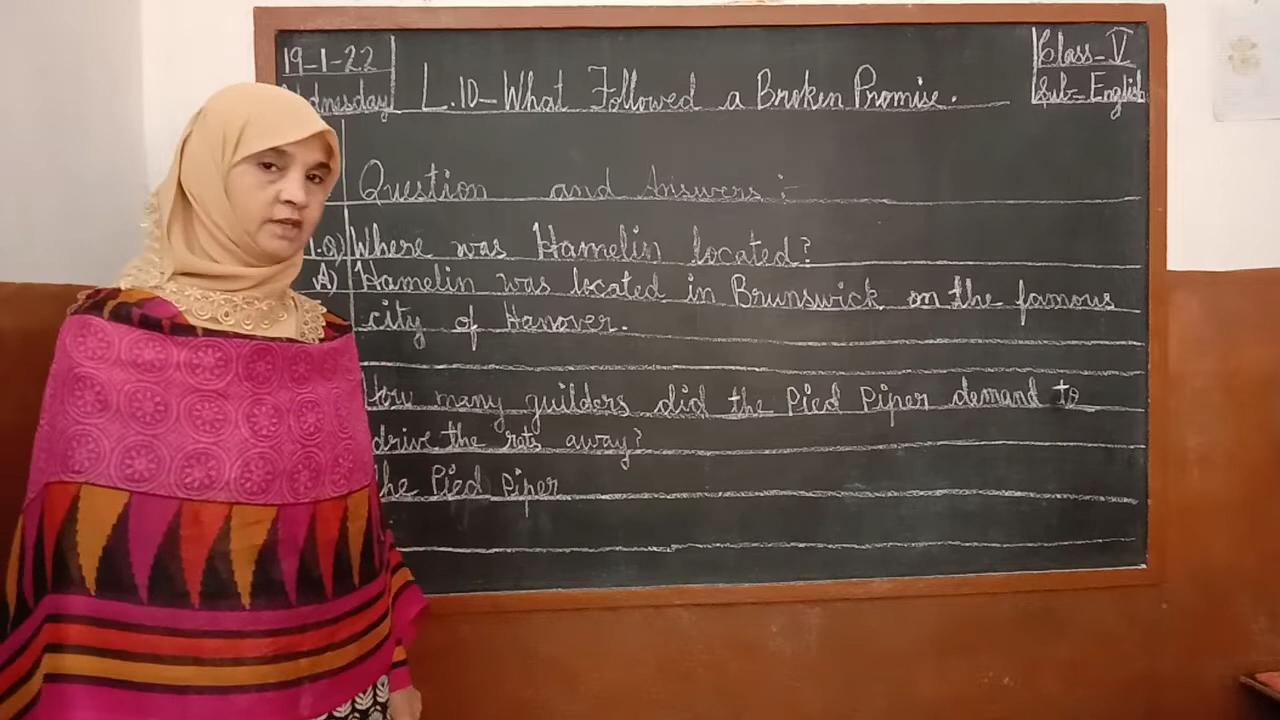 19-1-22
Wednesday
L.10-What Followed a Broken Promise.
Class-V
Sub-English
Question and Answers :-
1.Q) Where was Hamelin located?
A) Hamelin was located in Brunswick on the famous
city of Hanover.
How many guilders did the Pied Piper demand to
drive the rats away?
the Pied Piper